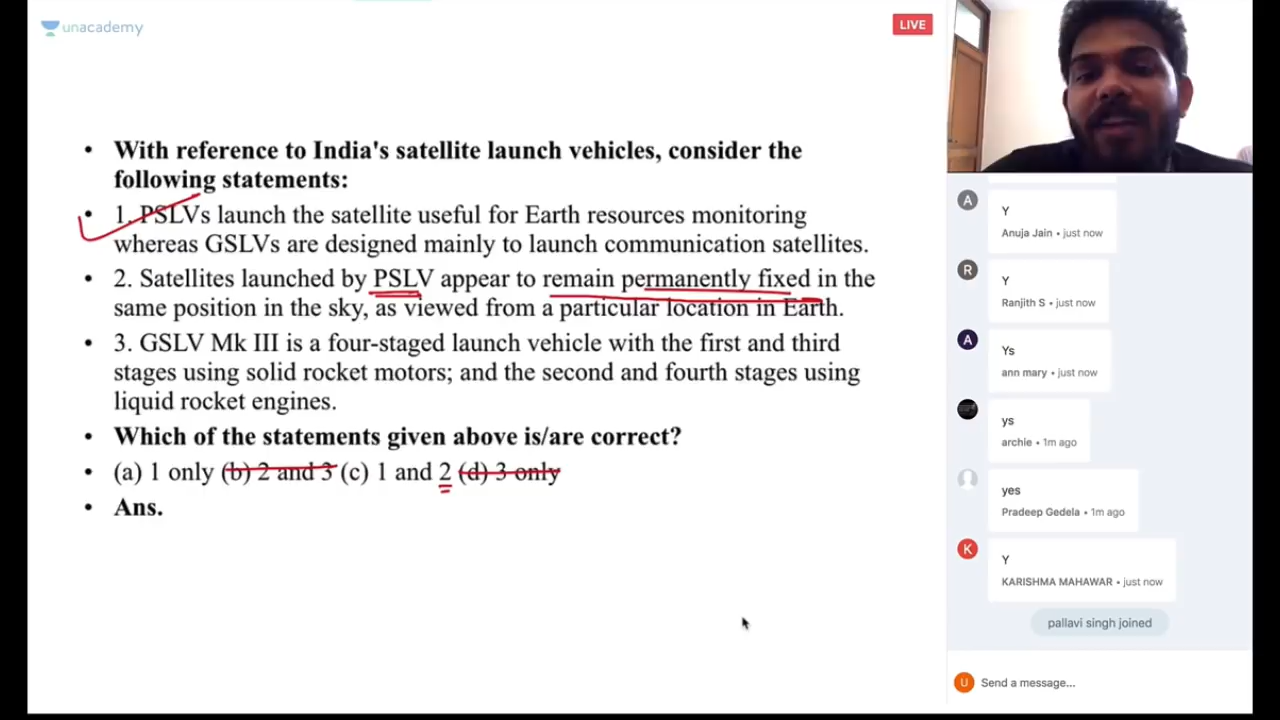 unacademy
LIVE
• With reference to India's satellite launch vehicles, consider the
following statements:
• 1. PSLVs launch the satellite useful for Earth resources monitoring
whereas GSLVs are designed mainly to launch communication satellites.
• 2. Satellites launched by PSLV appear to remain permanently fixed in the
same position in the sky, as viewed from a particular location in Earth.
• 3. GSLV Mk III is a four-staged launch vehicle with the first and third
stages using solid rocket motors; and the second and fourth stages using
liquid rocket engines.
• Which of the statements given above is/are correct?
• (a) 1 only (b) 2 and 3 (c) 1 and 2 (d) 3 only
• Ans.
A
Y
Anuja Jain • just now
R
Y
Ranjith S • just now
A
Ys
ann mary • just now
ys
archie • 1m ago
yes
Pradeep Gedela • 1m ago
K
Y
KARISHMA MAHAWAR • just now
pallavi singh joined
U
Send a message...